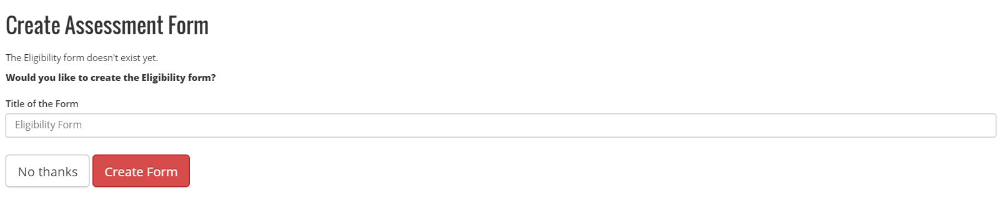 Create Assessment Form
The Eligibility form doesn't exist yet.
Would you like to create the Eligibility form?
Title of the Form
Eligibility Form
No thanks Create Form